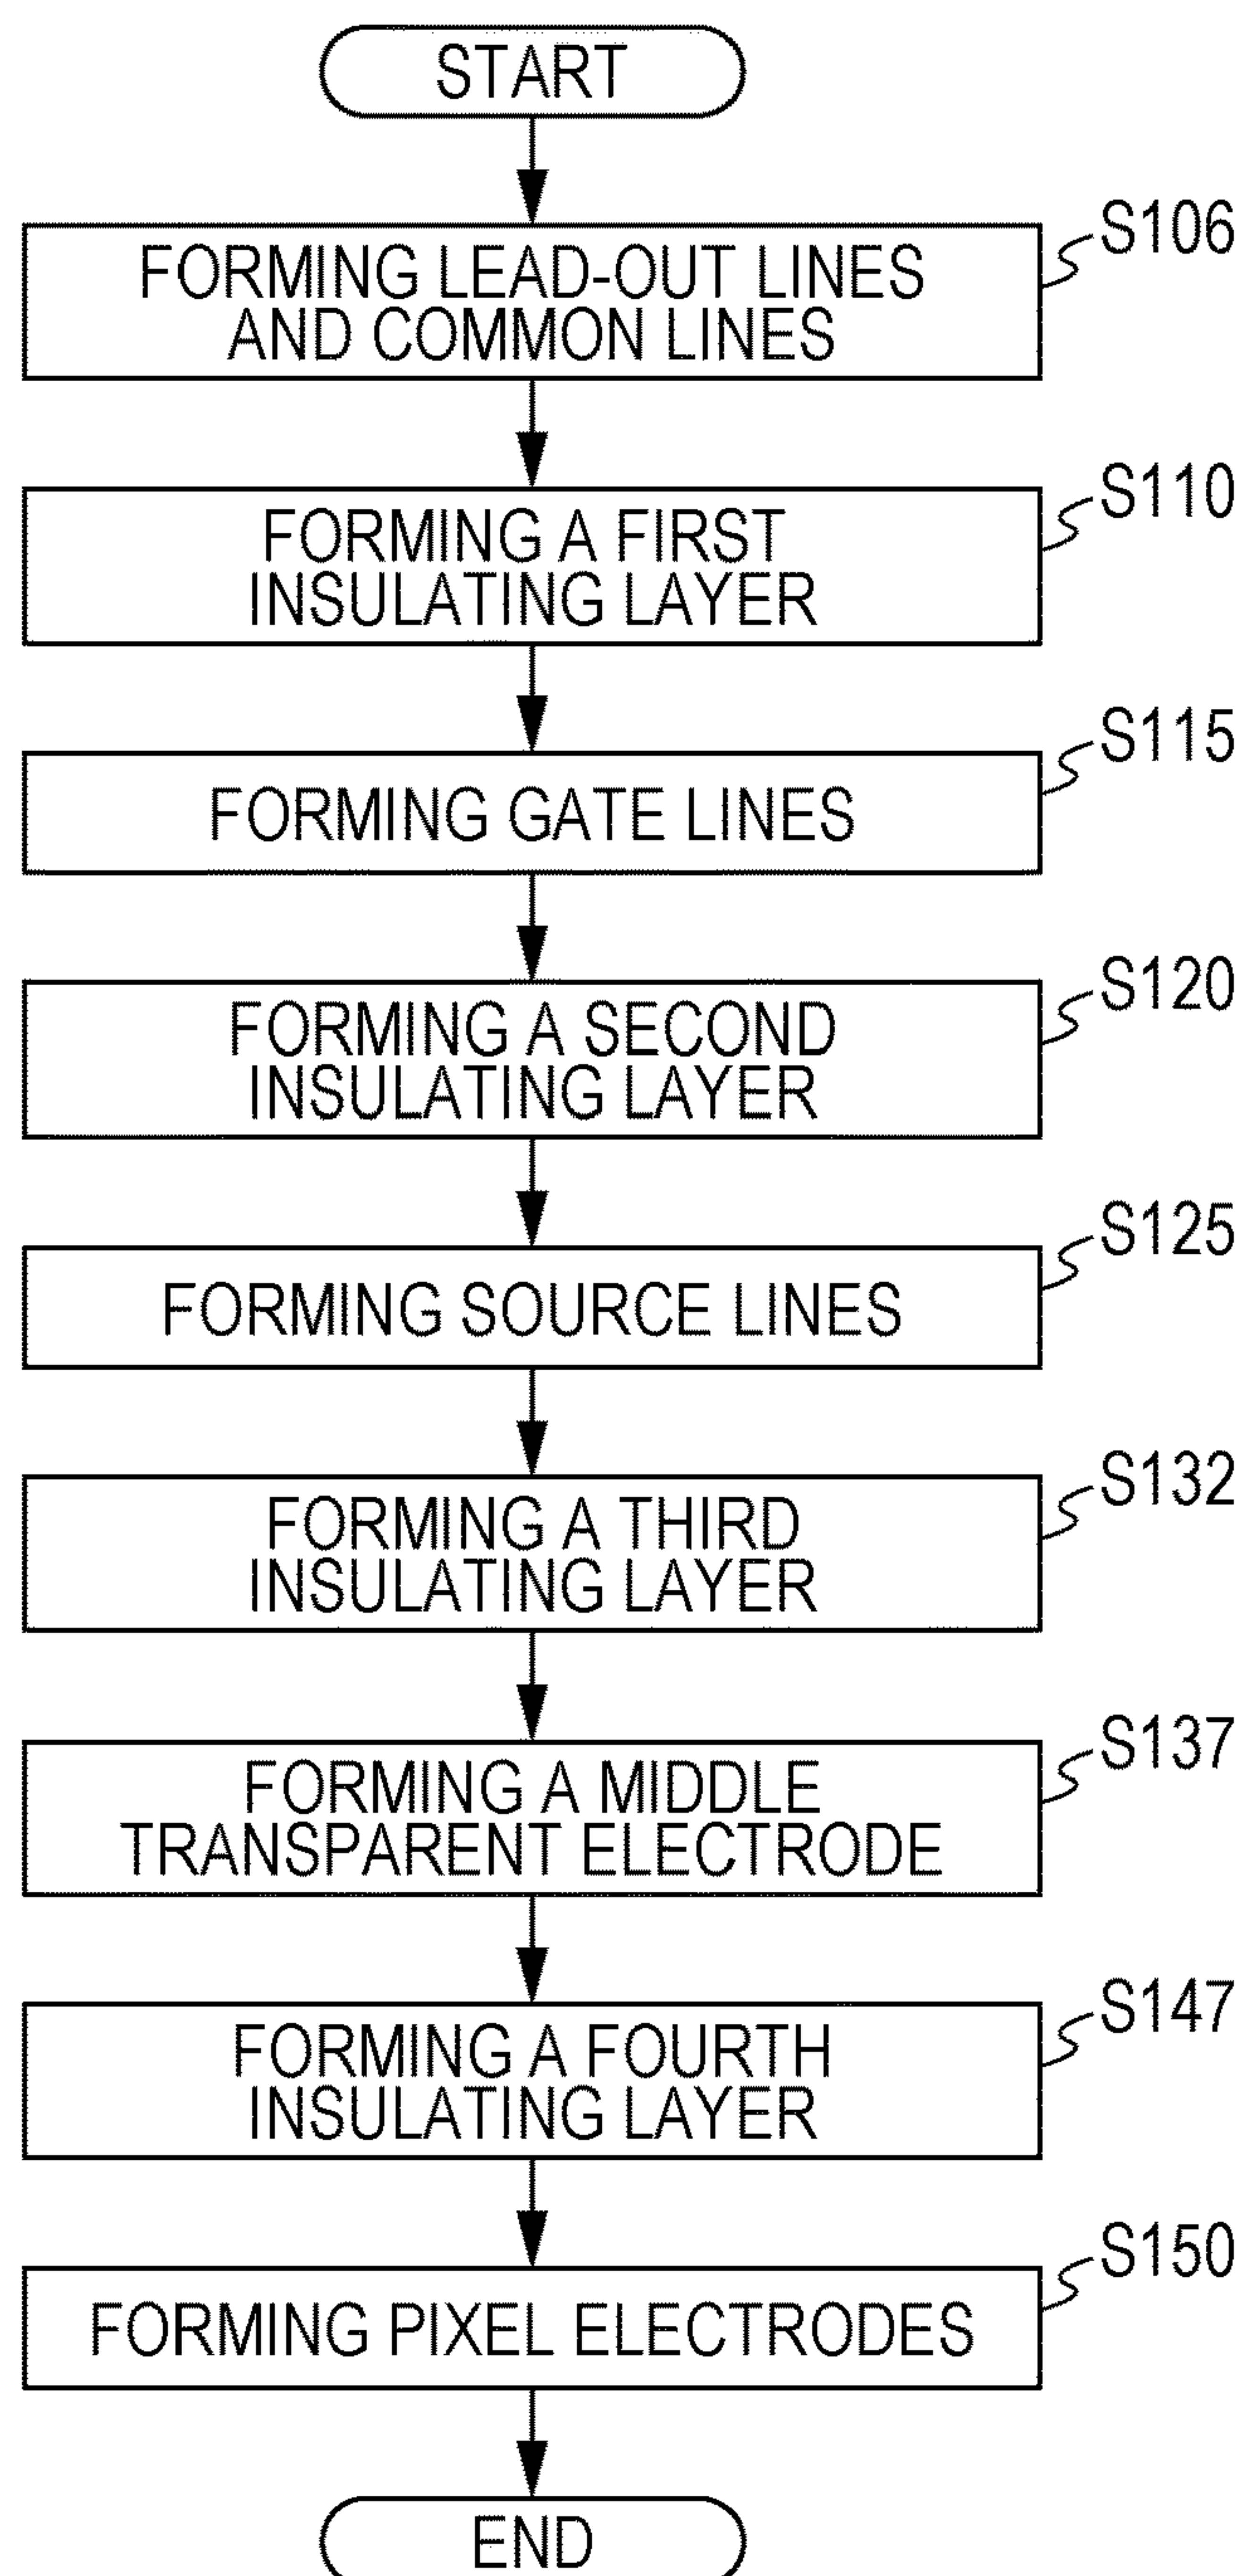 START
S106
FORMING LEAD-OUT LINES
AND COMMON LINES
S110
FORMING A FIRST
INSULATING LAYER
S115
FORMING GATE LINES
S120
FORMING A SECOND
INSULATING LAYER
S125
FORMING SOURCE LINES
S132
FORMING A THIRD
INSULATING LAYER
S137
FORMING A MIDDLE
TRANSPARENT ELECTRODE
S147
FORMING A FOURTH
INSULATING LAYER
S150
FORMING PIXEL ELECTRODES
END